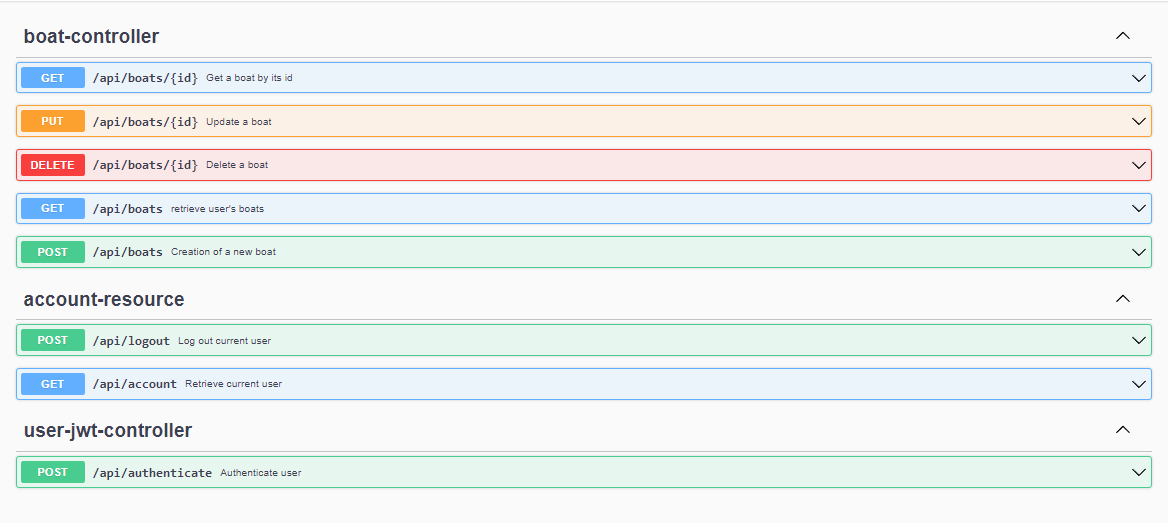 boat-controller
GET /api/boats/{id} Get a boat by its id
PUT /api/boats/{id} Update a boat
DELETE /api/boats/{id} Delete a boat
GET /api/boats retrieve user's boats
POST /api/boats Creation of a new boat
account-resource
POST /api/logout Log out current user
GET /api/account Retrieve current user
user-jwt-controller
POST /api/authenticate Authenticate user